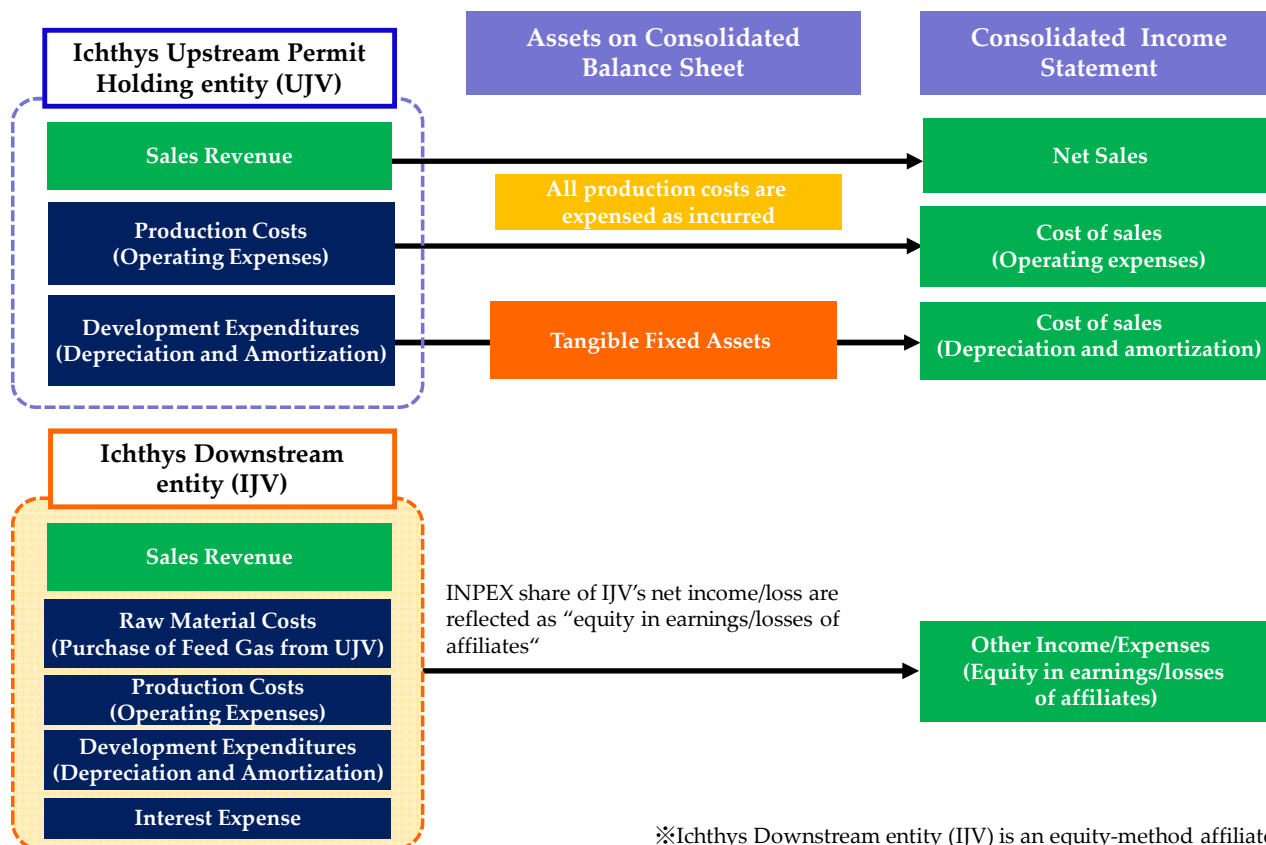 Ichthys Upstream Permit
Holding entity (UJV)
Assets on Consolidated
Balance Sheet
Consolidated Income
Statement
Sales Revenue
Net Sales
All production costs are
expensed as incurred
Production Costs
(Operating Expenses)
Cost of sales
(Operating expenses)
Development Expenditures
(Depreciation and Amortization)
Tangible Fixed Assets
Cost of sales
(Depreciation and amortization)
Ichthys Downstream
entity (IJV)
Sales Revenue
Raw Material Costs
(Purchase of Feed Gas from UJV)
Production Costs
(Operating Expenses)
Development Expenditures
(Depreciation and Amortization)
Interest Expense
INPEX share of IJV’s net income/loss are
reflected as “equity in earnings/losses of
affiliates“
Other Income/Expenses
(Equity in earnings/losses
of affiliates)
※Ichthys Downstream entity (IJV) is an equity-method affiliate